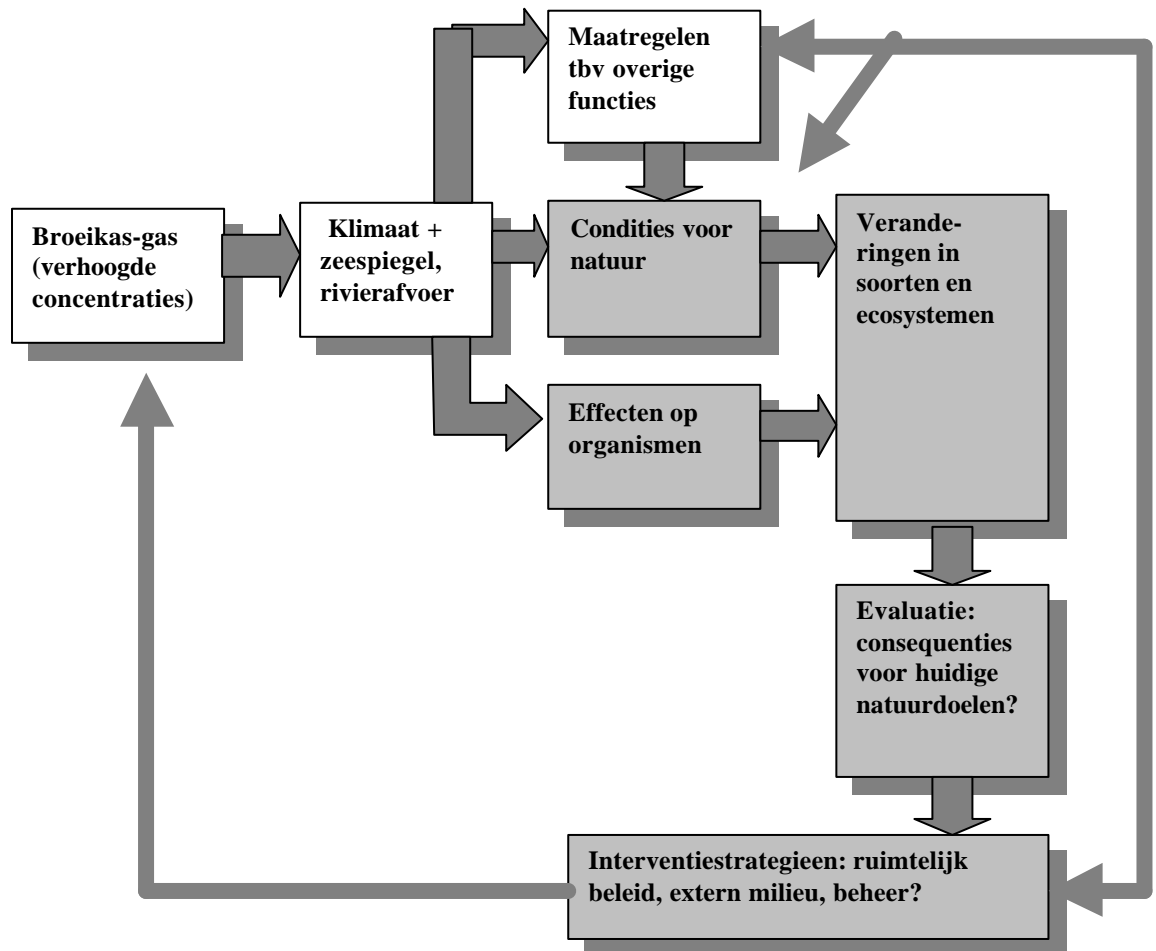 Maatregelen
tbv overige
functies
Broeikas-gas
(verhoogde
concentraties)
Klimaat +
zeespiegel,
rivierafvoer
Condities voor
natuur
Verande-
ringen in
soorten en
ecosystemen
Effecten op
organismen
Evaluatie:
consequenties
voor huidige
natuurdoelen?
Interventiestrategieen: ruimtelijk
beleid, extern milieu, beheer?